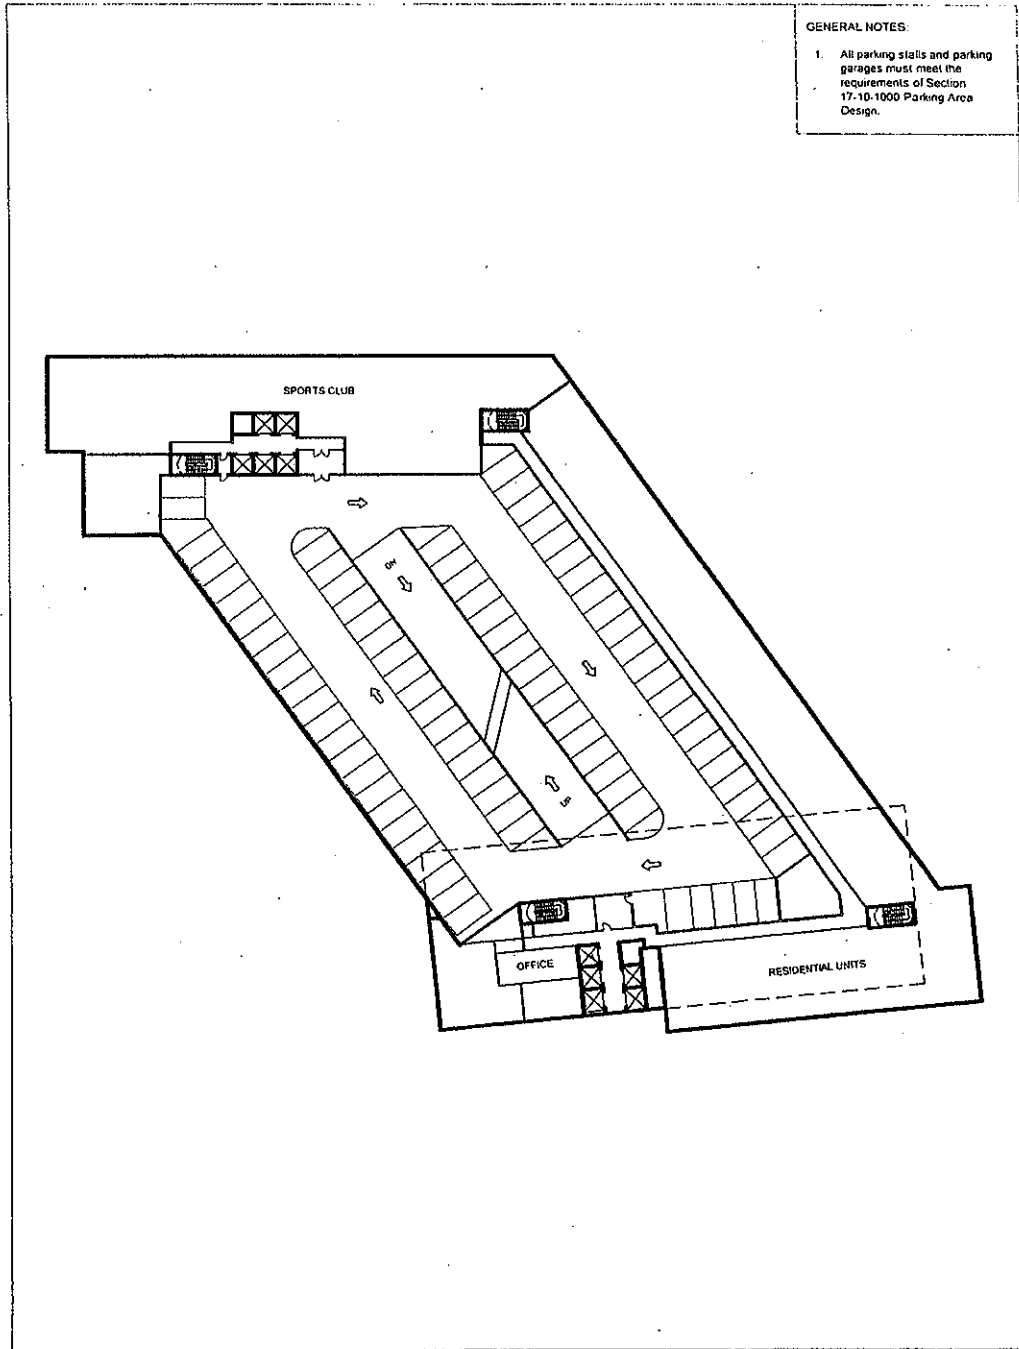 GENERAL NOTES:
1. All parking stalls and parking
garages must meet the
requirements of Section
17-10-1000 Parking Area
Design.
SPORTS CLUB
DN
UP
OFFICE
RESIDENTIAL UNITS